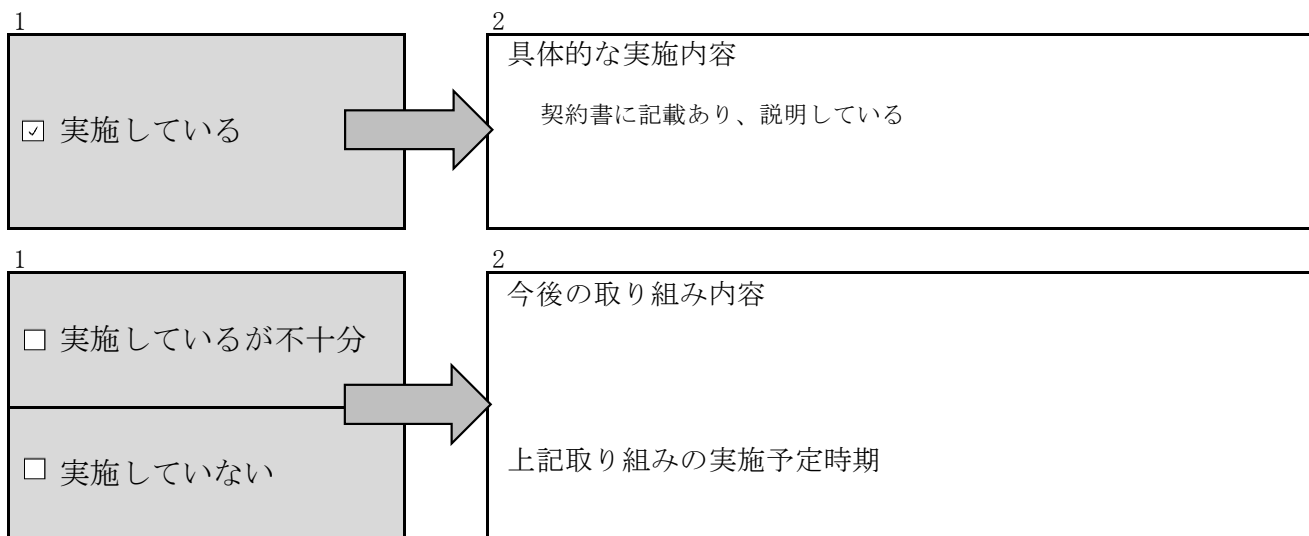 1
☑ 実施している
2
具体的な実施内容
契約書に記載あり、説明している
1
☐ 実施しているが不十分
☐ 実施していない
2
今後の取り組み内容
上記取り組みの実施予定時期